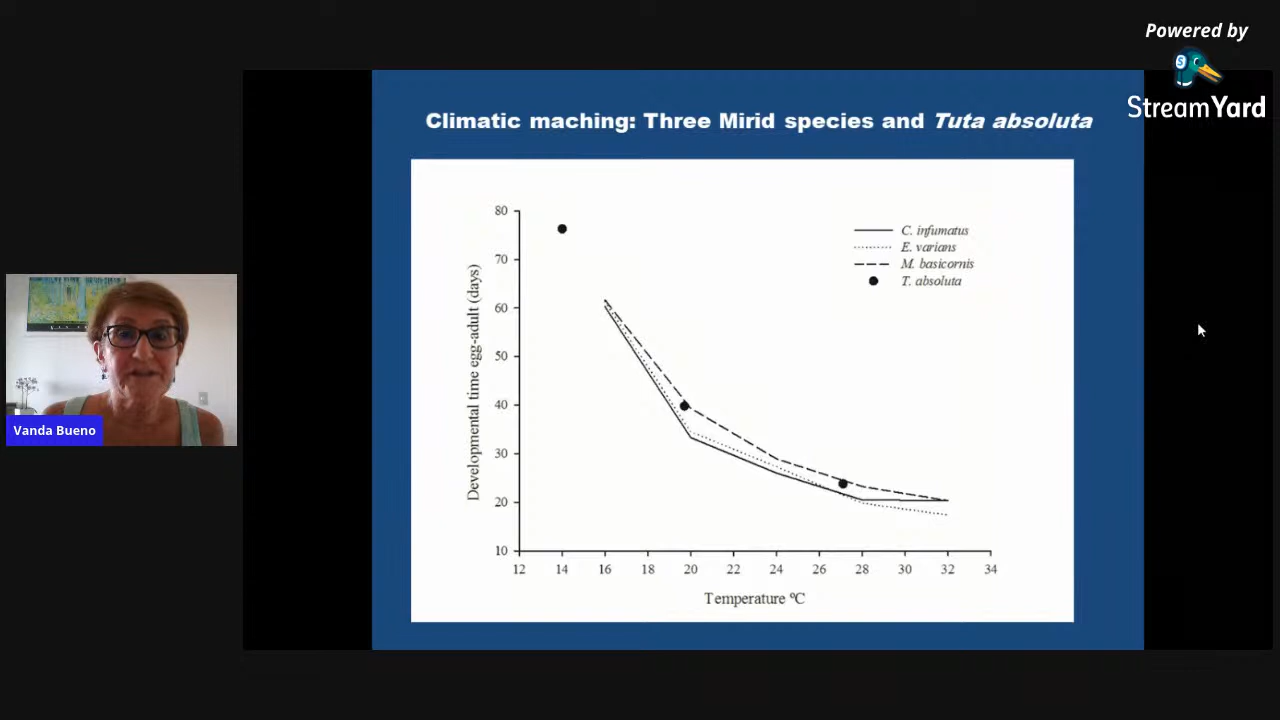 Powered by
StreamYard
Climatic maching: Three Mirid species and Tuta absoluta
80
70
60
50
40
30
20
10
Developmental time egg-adult (days)
C. infumatus
E. varians
M. basicornis
T. absoluta
12 14 16 18 20 22 24 26 28 30 32 34
Temperature ºC
Vanda Bueno